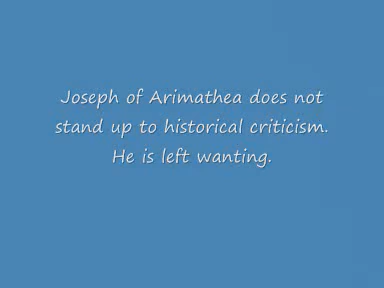 Joseph of Arimathea does not
stand up to historical criticism.
He is left wanting.